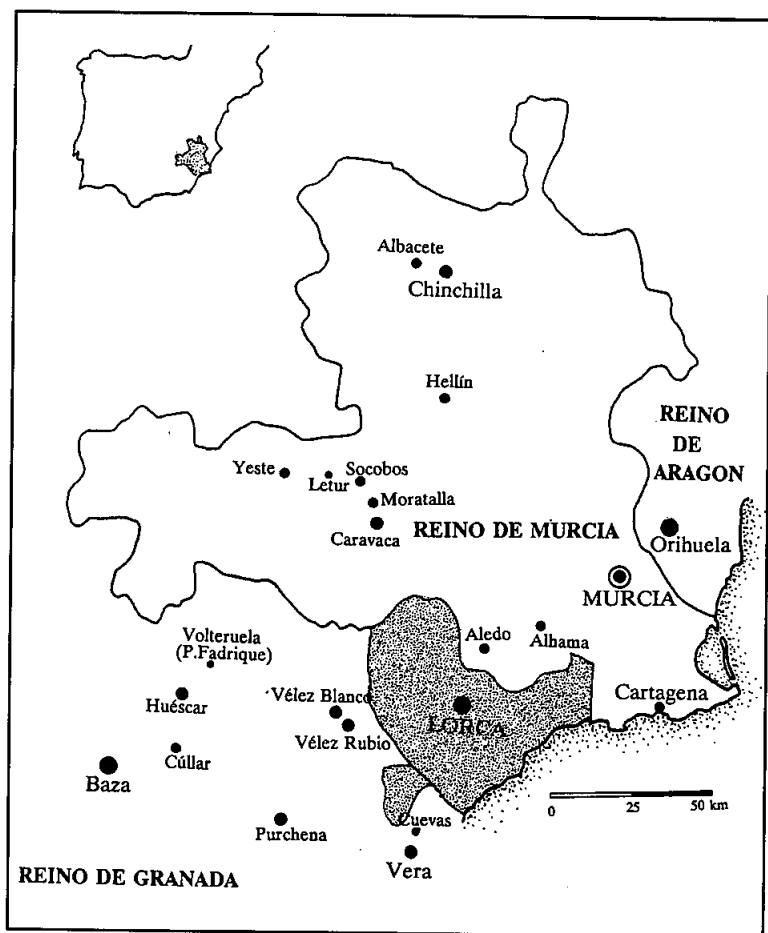 Albacete
Chinchilla
Hellín
REINO
DE
ARAGON
Yeste
Letur
Socobos
Moratalla
Caravaca
REINO DE MURCIA
Orihuela
MURCIA
Volteruela
(P.Fadrique)
Aledo
Alhama
Huéscar
Vélez Blanco
Vélez Rubio
LORCA
Cartagena
Cúllar
Baza
0 25 50 km
Purchena
Cuevas
Vera
REINO DE GRANADA